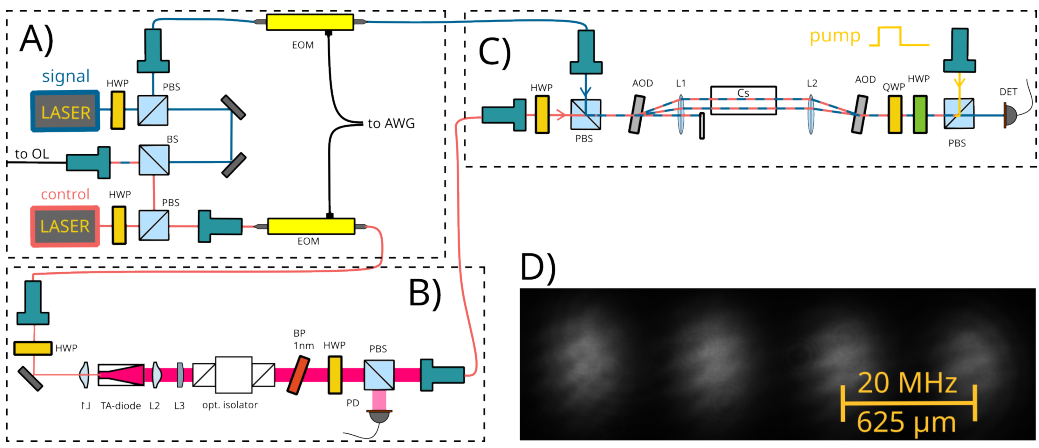 A)
signal
LASER
HWP
PBS
EOM
BS
to OL
to AWG
control
LASER
HWP
PBS
EOM
B)
HWP
L1
TA-diode
L2
L3
opt. isolator
BP
1nm
HWP
PBS
PD
C)
pump
HWP
PBS
AOD
L1
Cs
L2
AOD
QWP
HWP
PBS
DET
D)
20 MHz
625 µm